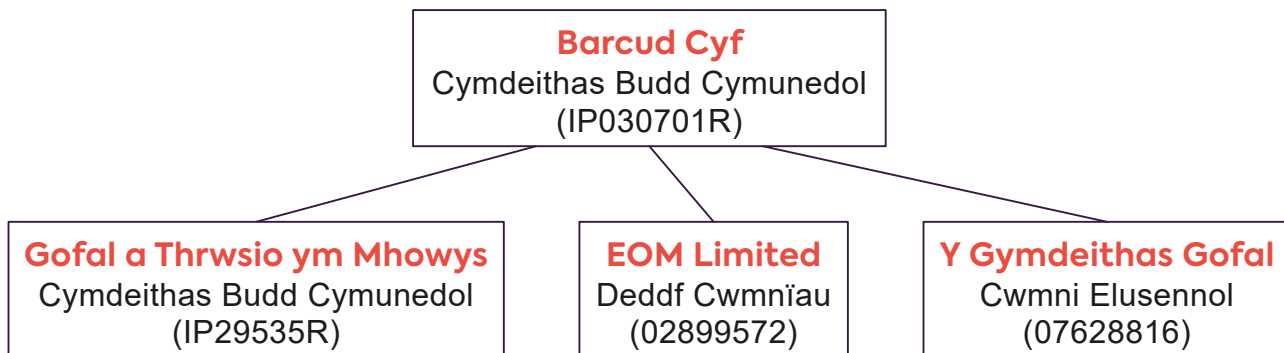 Barcud Cyf
Cymdeithas Budd Cymunedol
(IP030701R)
Gofal a Thrwsio ym Mhowys
Cymdeithas Budd Cymunedol
(IP29535R)
EOM Limited
Deddf Cwmnïau
(02899572)
Y Gymdeithas Gofal
Cwmni Elusennol
(07628816)